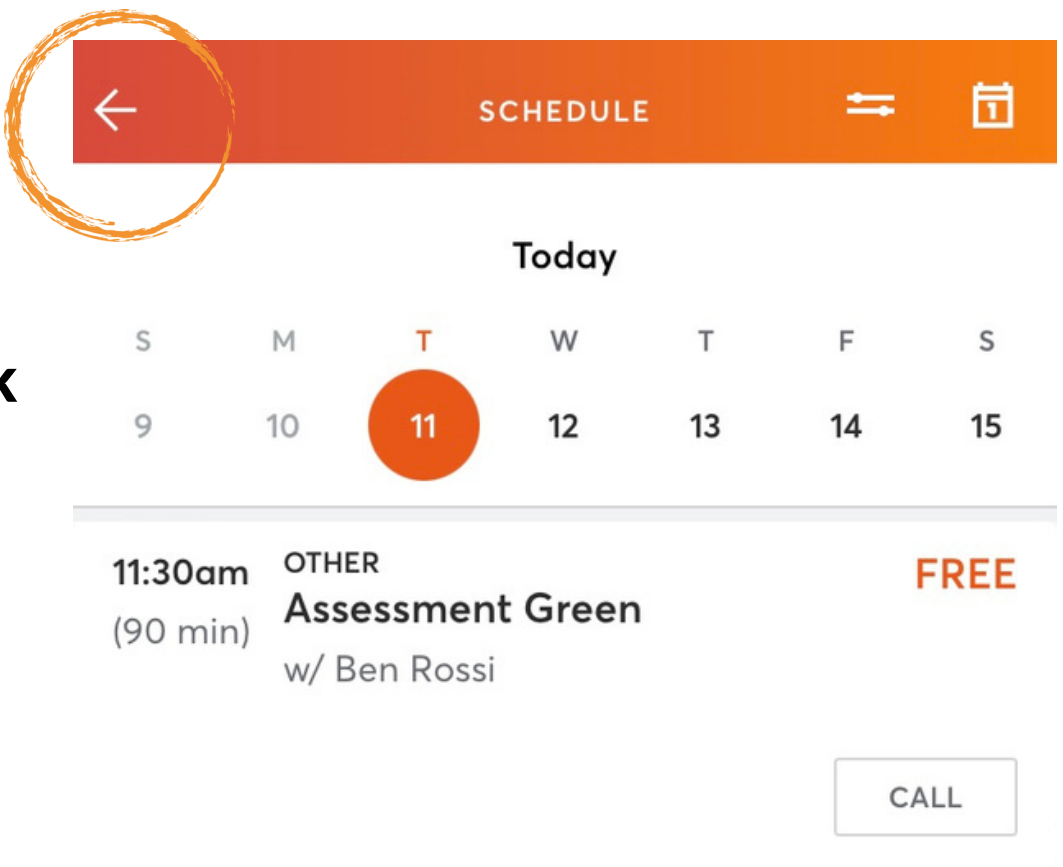 SCHEDULE
1
Today
S M T W T F S
k
9 10 11 12 13 14 15
11:30am OTHER FREE
Assessment Green
(90 min)
w/ Ben Rossi
CALL